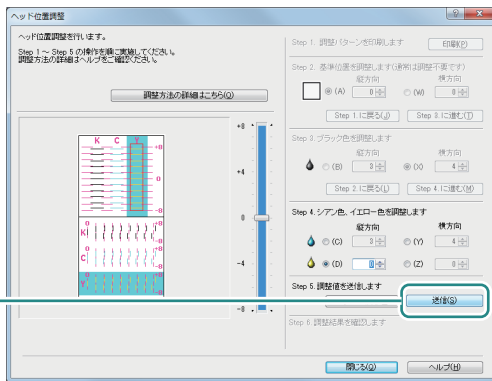 ヘッド位置調整
ヘッド位置調整を行います。
Step 1 ～ Step 5 の操作を順に実施してください。
調整方法の詳細はヘルプをご確認ください。
調整方法の詳細はこちら(O)
K C Y
+0
0
-8
K
C
Y
+8
+4
0
-4
-8
Step 1. 調整パターンを印刷します 印刷(P)
Step 2. 基準位置を調整します(通常は調整不要です)
縦方向 横方向
(A) 0 (W) 0
Step 1.に戻る(J) Step 3.に進む(T)
Step 3. ブラック色を調整します
縦方向 横方向
(B) 3 (X) 4
Step 2.に戻る(L) Step 4.に進む(M)
Step 4. シアン色、イエロー色を調整します
縦方向 横方向
(C) 3 (Y) 4
(D) 0 (Z) 0
Step 5. 調整値を送信します
送信(S)
Step 6. 調整結果を確認します
閉じる(Q) ヘルプ(H)